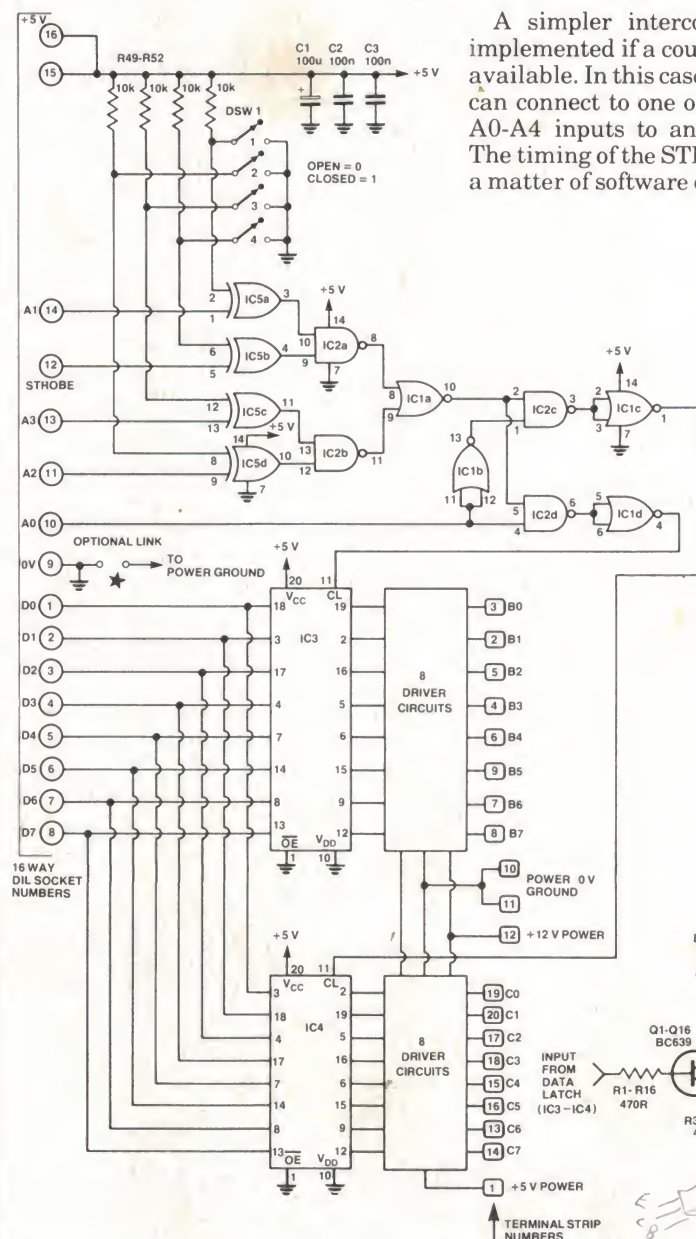 A simpler interco
implemented if a cou
available. In this case
can connect to one o
A0-A4 inputs to an
The timing of the STI
a matter of software
+5 V
16
15
R49-R52
10k 10k 10k 10k
C1 100u
C2 100n
C3 100n
+
+5 V
DSW 1
1
2
3
4
OPEN = 0
CLOSED = 1
A1 14
12
STROBE
A3 13
A2 11
A0 10
2 IC5a 3
1
6 IC5b 4
5
12 IC5c 11
13
14 +5 V
8 IC5d 10
9
7
+5 V
14
10 IC2a 8
9
7
13 IC2b 11
12
8 IC1a 10
9
13
IC1b
11 12
2 IC2c 3
1
5 IC2d 6
4
+5 V
14
2 IC1c 1
3
7
5 IC1d 4
6
OPTIONAL LINK
0V 9
TO
POWER GROUND
D0 1
D1 2
D2 3
D3 4
D4 5
D5 6
D6 7
D7 8
16 WAY
DIL SOCKET
NUMBERS
+5 V
20 11
VCC CL
18 IC3 19
3 2
17 16
4 5
7 6
14 15
8 9
13 12
OE VDD
1 10
8
DRIVER
CIRCUITS
3 B0
2 B1
5 B2
4 B3
6 B4
9 B5
7 B6
8 B7
10
POWER 0 V
GROUND
11
12 +12 V POWER
+5 V
20 11
VCC CL
3 2
18 19
IC4
4 5
17 16
7 6
14 15
8 9
13 12
OE VDD
1 10
8
DRIVER
CIRCUITS
19 C0
20 C1
17 C2
18 C3
15 C4
16 C5
13 C6
14 C7
1 +5 V POWER
TERMINAL STRIP
NUMBERS
INPUT
FROM
DATA
LATCH
(IC3-IC4)
R1-R16
470R
Q1-Q16
BC639
R3
E
C
B